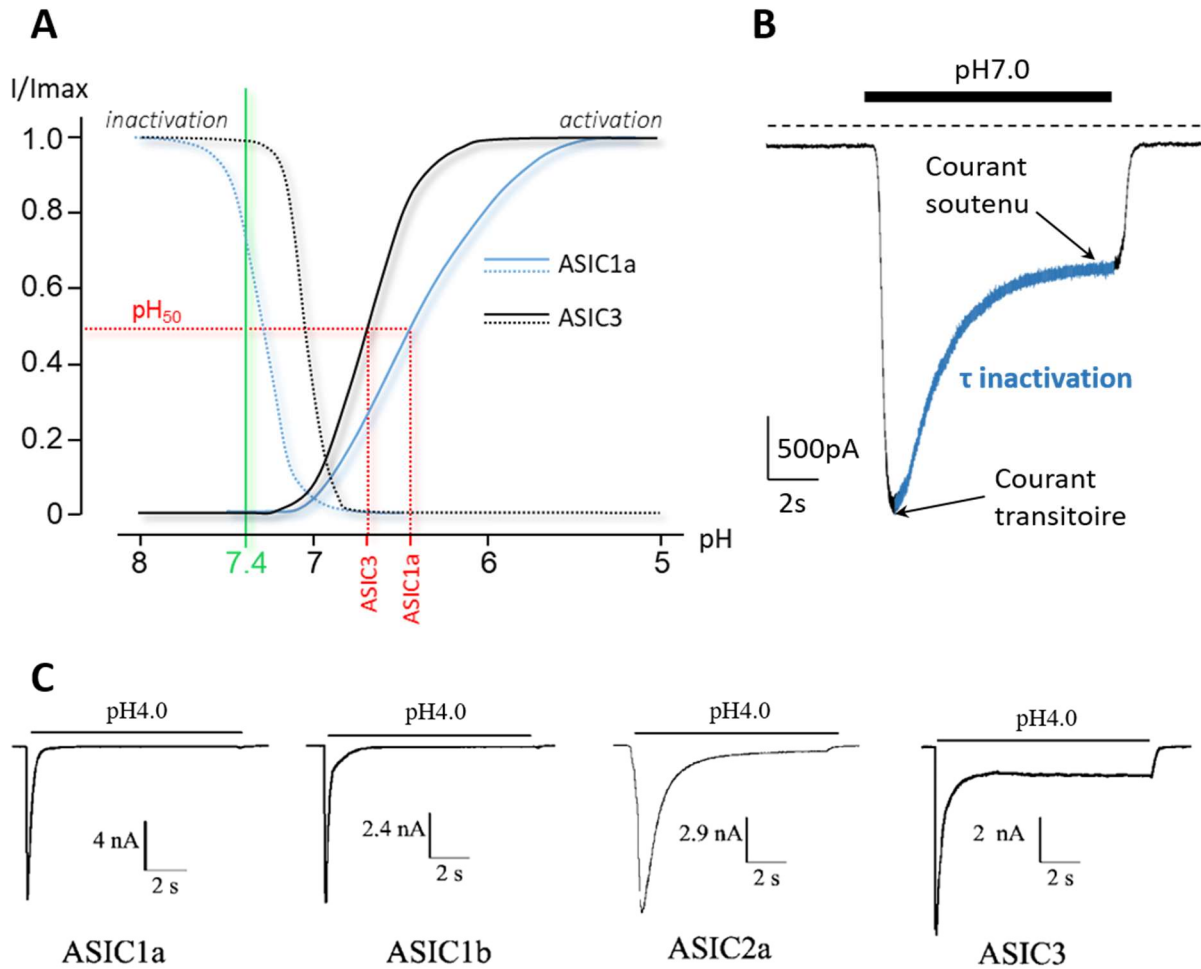 A
I/Imax
inactivation
activation
1.0
0.8
0.6
0.4
0.2
0
pH₅₀
ASIC1a
ASIC3
8
7.4
7
6
5
pH
ASIC3
ASIC1a
B
pH7.0
Courant
soutenu
τ inactivation
500pA
2s
Courant
transitoire
C
pH4.0
4 nA
2 s
ASIC1a
pH4.0
2.4 nA
2 s
ASIC1b
pH4.0
2.9 nA
2 s
ASIC2a
pH4.0
2 nA
2 s
ASIC3